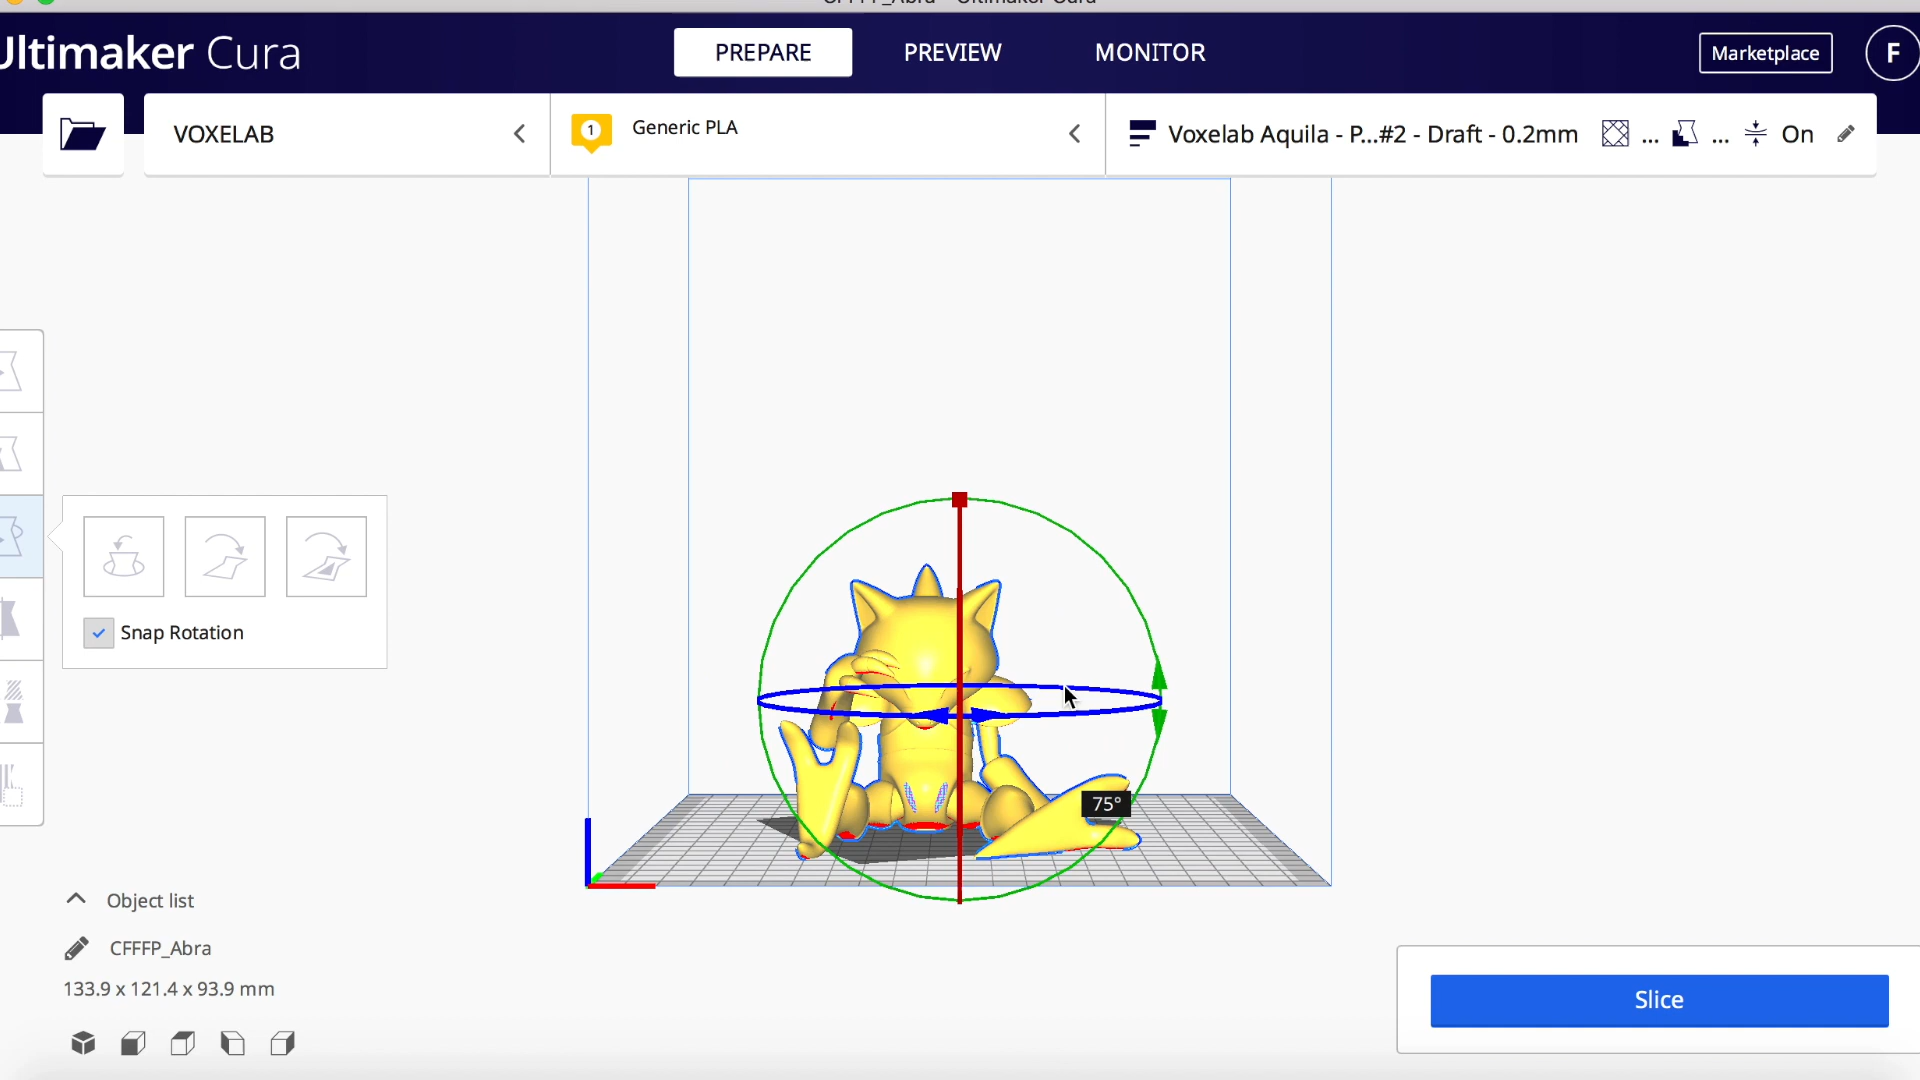 Ultimaker Cura
PREPARE
PREVIEW
MONITOR
Marketplace
F
VOXELAB
1
Generic PLA
Voxelab Aquila - P...#2 - Draft - 0.2mm
...
...
On
Snap Rotation
75°
Object list
CFFFP_Abra
133.9 x 121.4 x 93.9 mm
Slice